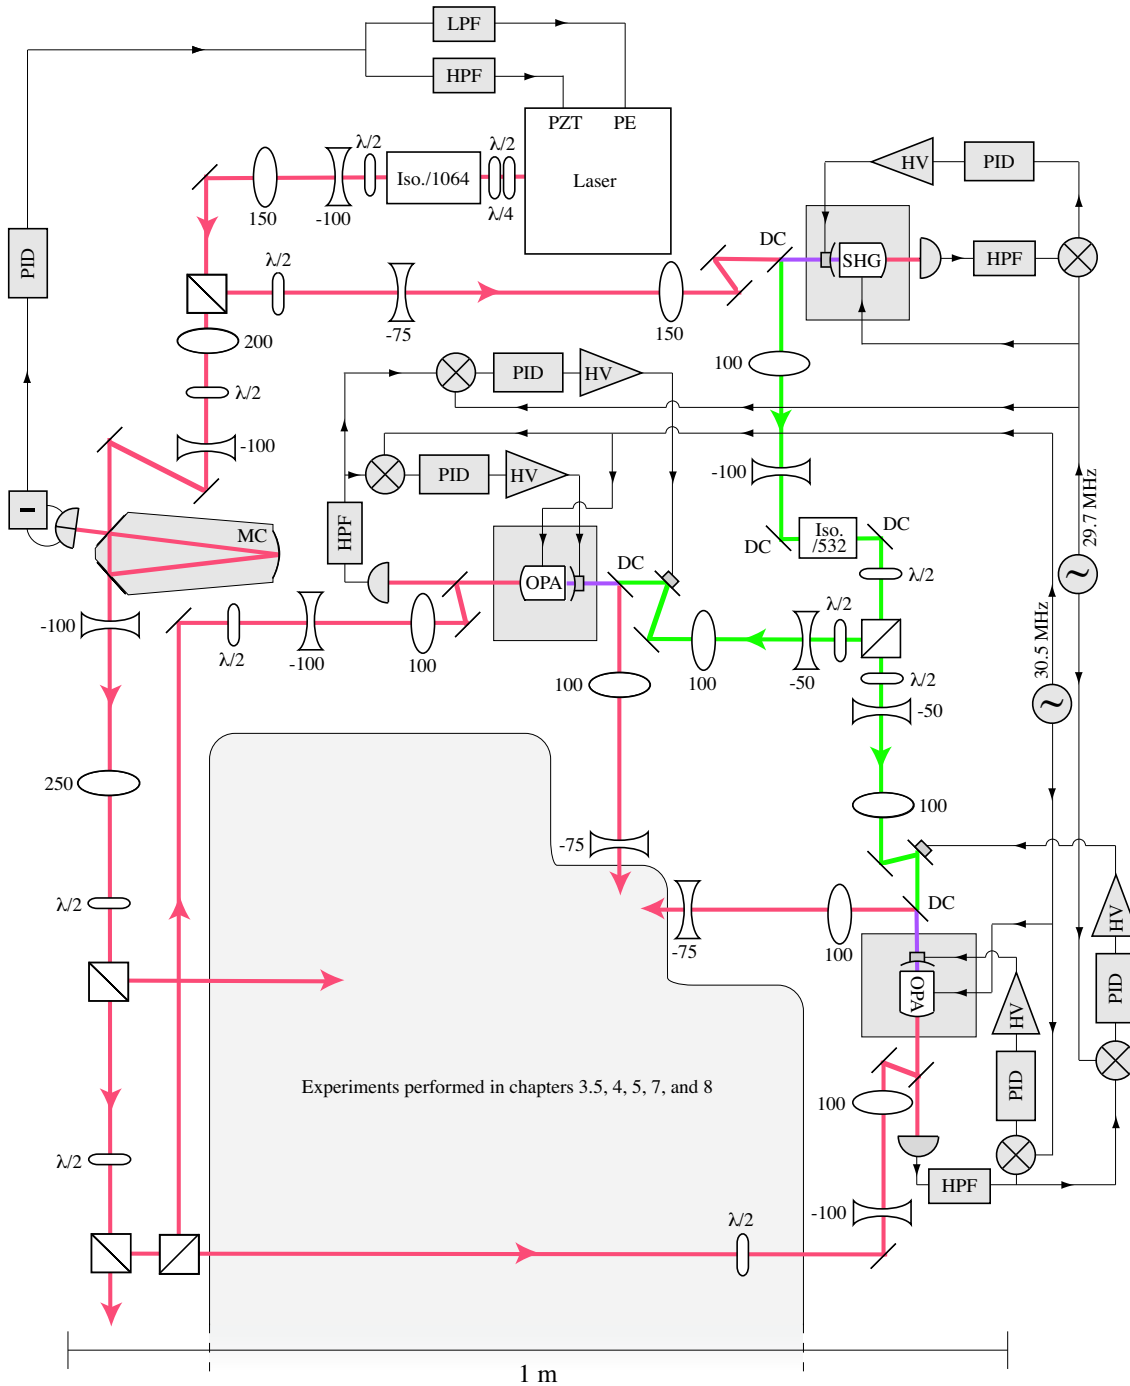 LPF
HPF
PZT PE
λ/2
λ/2
Iso./1064
Laser
λ/4
150
-100
HV
PID
PID
DC
SHG
HPF
λ/2
-75
150
200
100
PID
HV
λ/2
-100
-100
PID
HV
29.7 MHz
HPF
MC
DC
Iso.
/532
DC
OPA
DC
λ/2
-100
λ/2
λ/2
-100
100
100
100
-50
λ/2
-50
30.5 MHz
250
100
-75
λ/2
DC
-75
100
HV
OPA
PID
HV
PID
Experiments performed in chapters 3.5, 4, 5, 7, and 8
100
λ/2
HPF
-100
λ/2
1 m